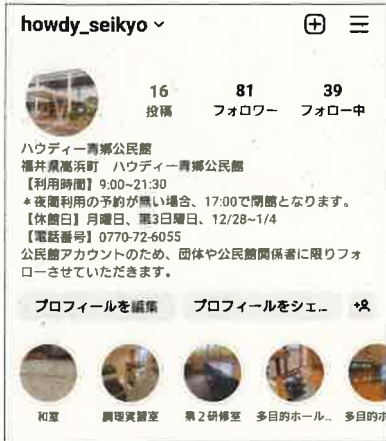 howdy_seikyo
16 81 39
投稿 フォロワー フォロー中
ハウディー青郷公民館
福井県高浜町 ハウディー青郷公民館
【利用時間】9:00~21:30
*夜間利用の予約が無い場合、17:00で閉館となります。
【休館日】月曜日、第3日曜日、12/28~1/4
【電話番号】0770-72-6055
公民館アカウントのため、団体や公民館関係者に限りフォ
ローさせていただきます。
プロフィールを編集 プロフィールをシェ...
和室 調理実習室 第2研修室 多目的ホール... 多目的ホ